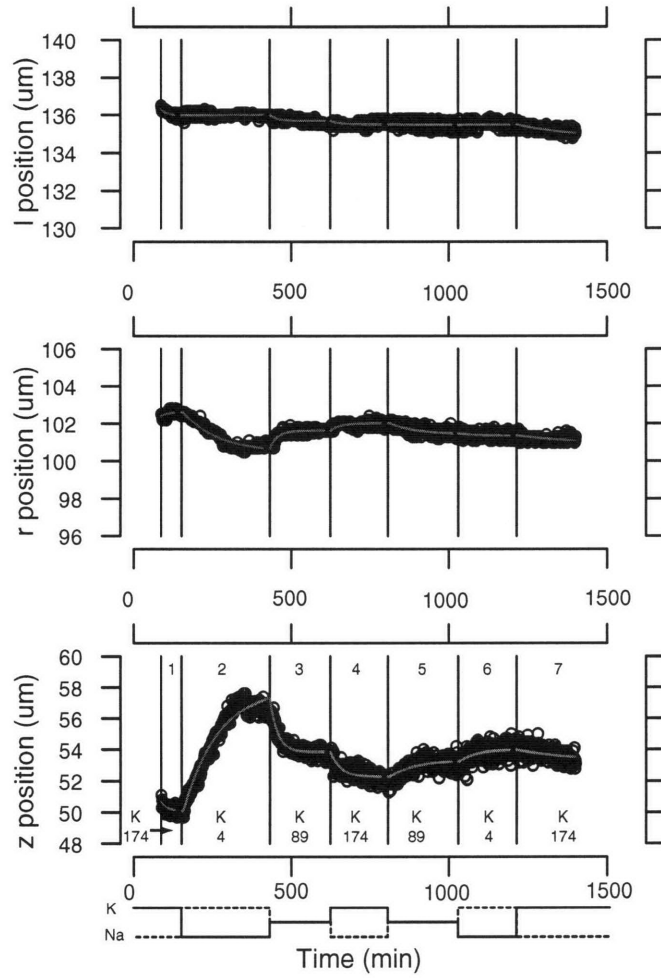 140
138
136
134
132
130
l position (um)
0 500 1000 1500
106
104
102
100
98
96
r position (um)
0 500 1000 1500
60
58
56
54
52
50
48
z position (um)
1 2 3 4 5 6 7
K K K K K K K
174 4 89 174 89 4 174
0 500 1000 1500
K
Na
Time (min)